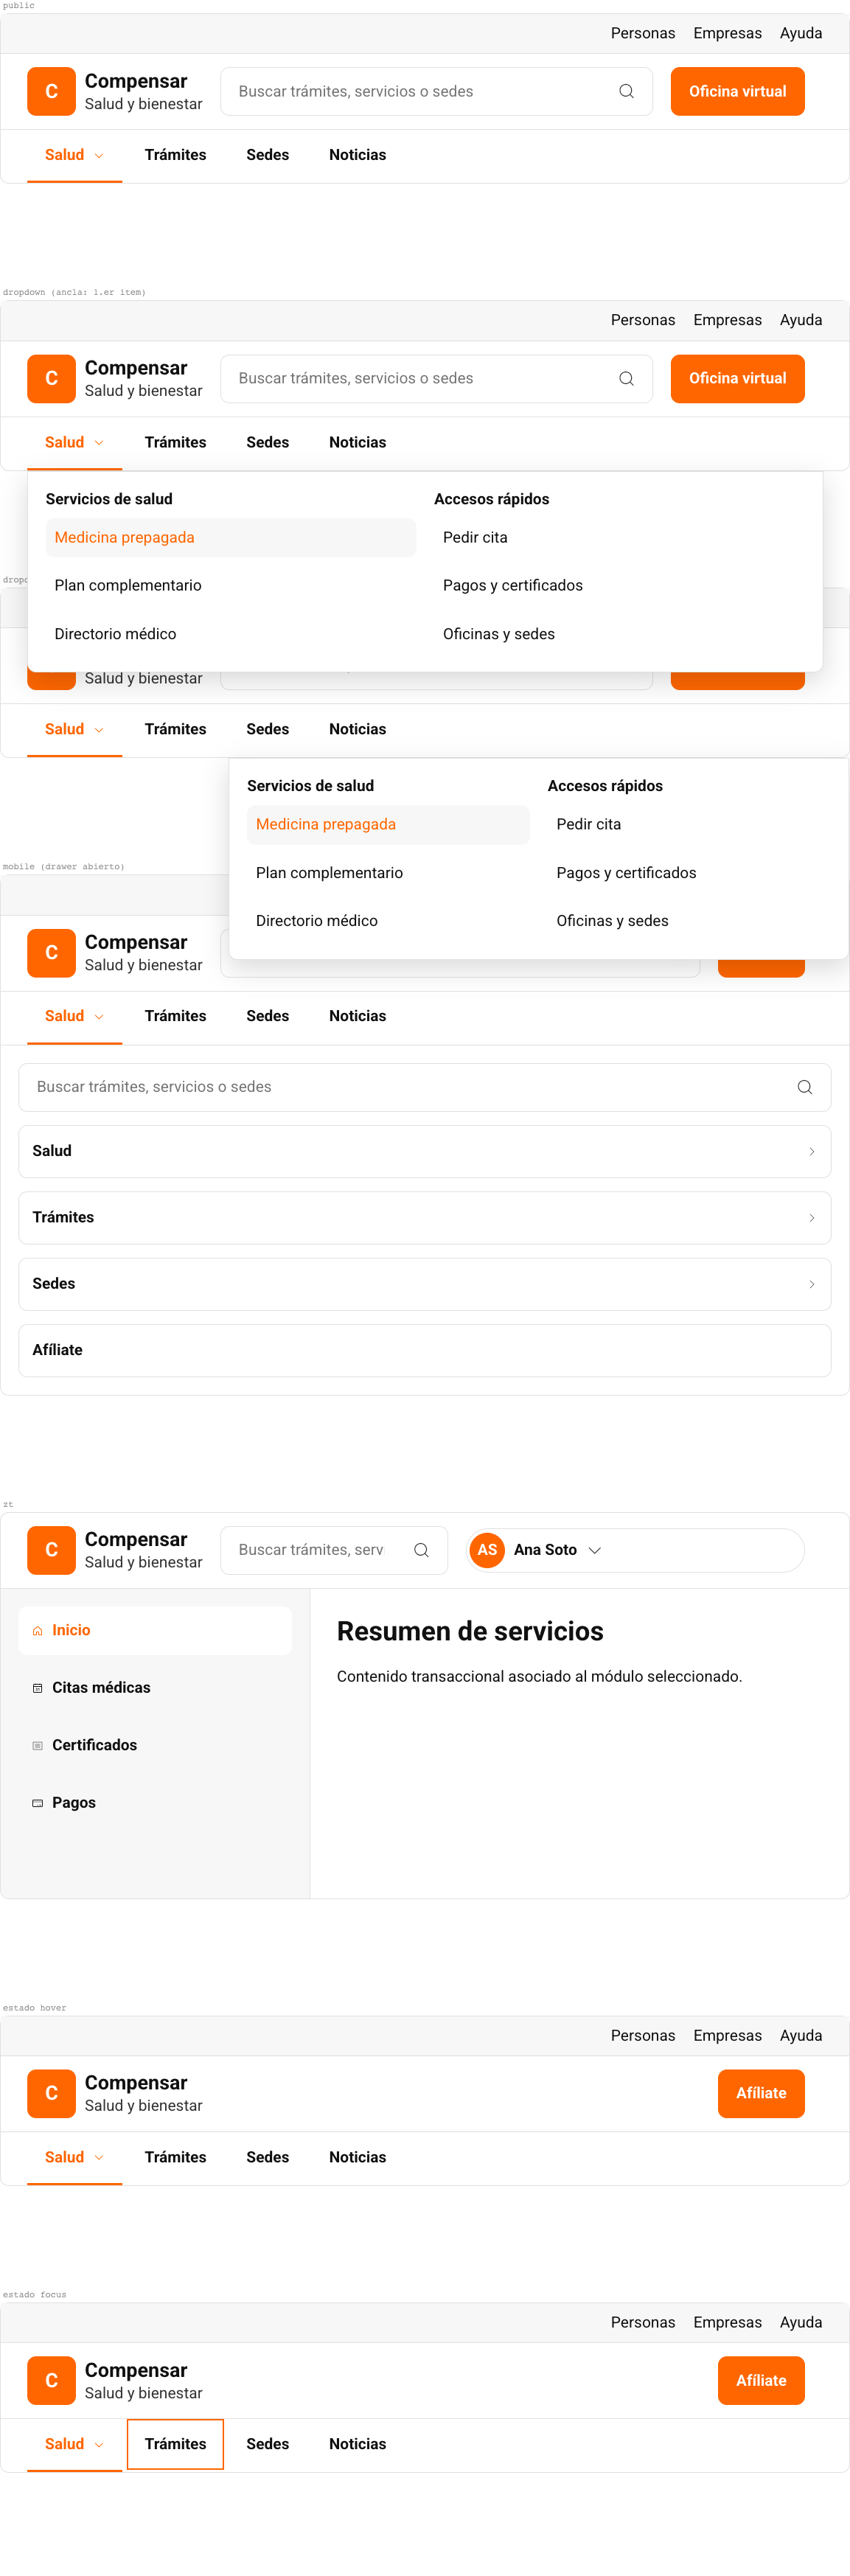 public
Personas Empresas Ayuda
C
Compensar
Salud y bienestar
Buscar trámites, servicios o sedes
Oficina virtual
Salud Trámites Sedes Noticias
dropdown (ancla: 1.er item)
Personas Empresas Ayuda
C
Compensar
Salud y bienestar
Buscar trámites, servicios o sedes
Oficina virtual
Salud Trámites Sedes Noticias
Servicios de salud
Medicina prepagada
Plan complementario
Directorio médico
Accesos rápidos
Pedir cita
Pagos y certificados
Oficinas y sedes
Salud y bienestar
Salud Trámites Sedes Noticias
Servicios de salud
Medicina prepagada
Plan complementario
Directorio médico
Accesos rápidos
Pedir cita
Pagos y certificados
Oficinas y sedes
mobile (drawer abierto)
C
Compensar
Salud y bienestar
Salud Trámites Sedes Noticias
Buscar trámites, servicios o sedes
Salud
Trámites
Sedes
Afíliate
zt
C
Compensar
Salud y bienestar
Buscar trámites, serv
AS Ana Soto
Inicio
Citas médicas
Certificados
Pagos
Resumen de servicios
Contenido transaccional asociado al módulo seleccionado.
estado hover
Personas Empresas Ayuda
C
Compensar
Salud y bienestar
Afíliate
Salud Trámites Sedes Noticias
estado focus
Personas Empresas Ayuda
C
Compensar
Salud y bienestar
Afíliate
Salud Trámites Sedes Noticias